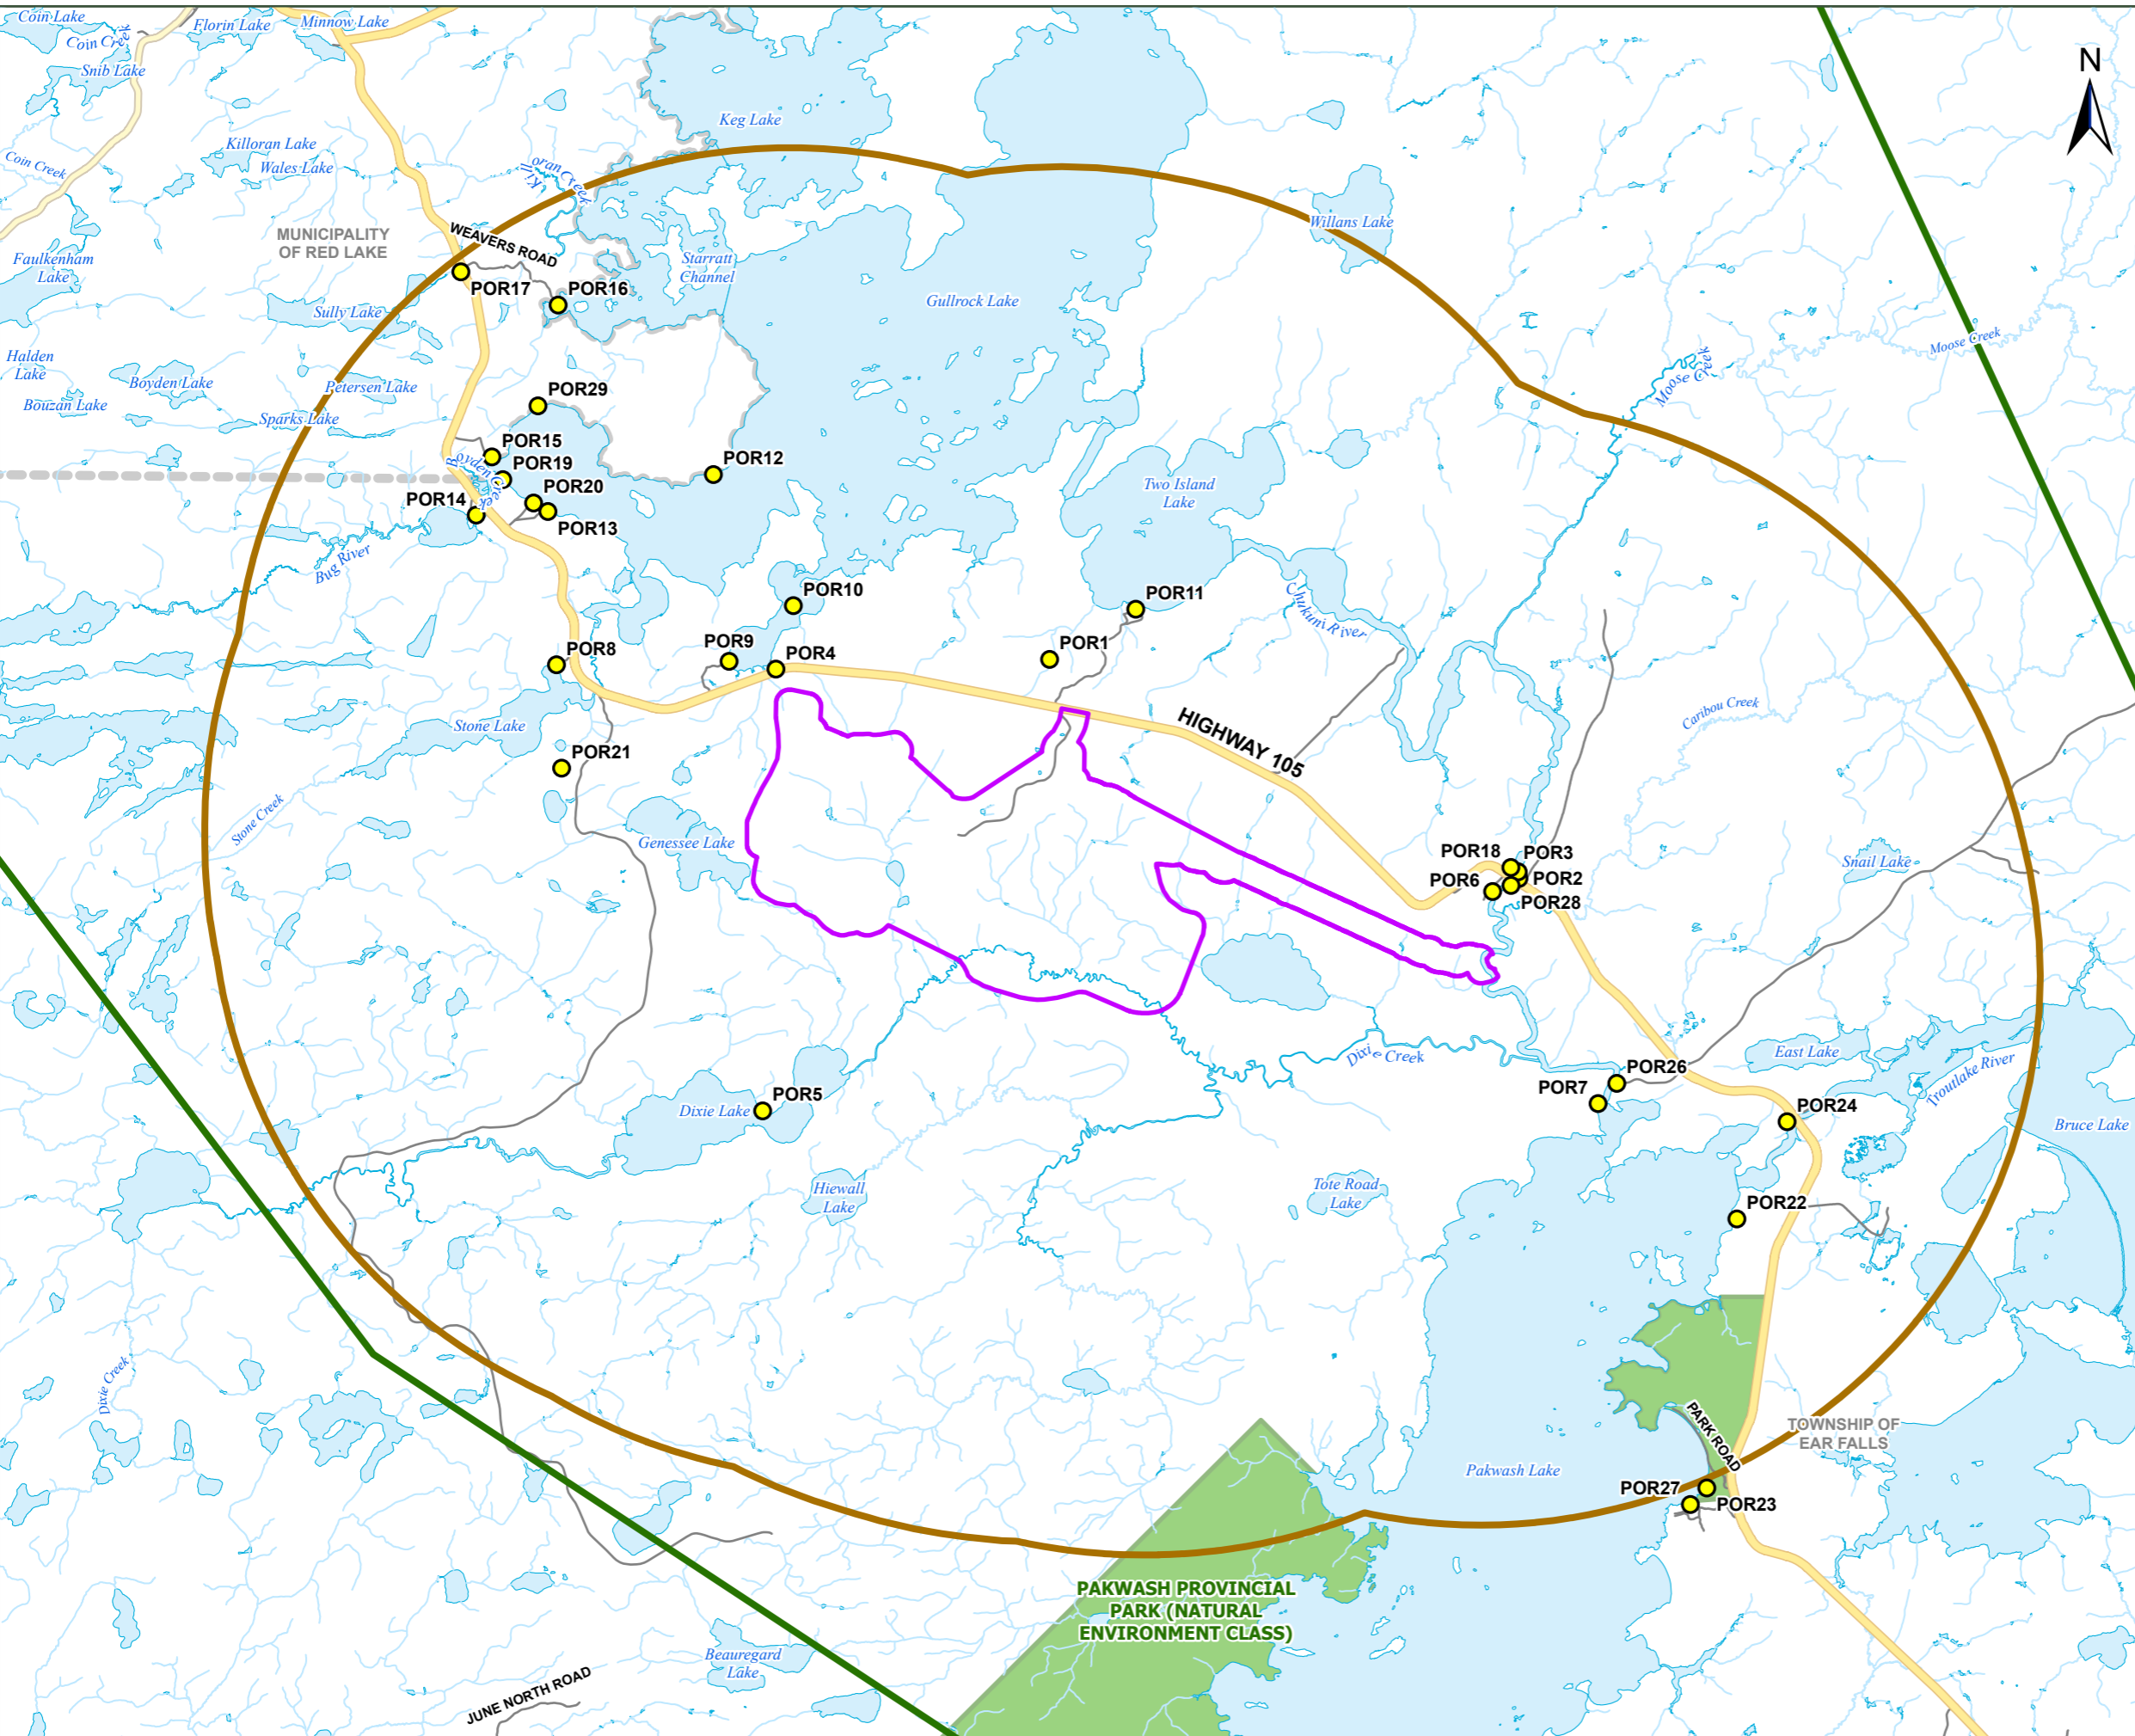 Coin Lake
Florin Lake
Minnow Lake
Coin Creek
Snib Lake
N
Keg Lake
Killoran Lake
Wales Lake
Coin Creek
Killoran Creek
MUNICIPALITY
OF RED LAKE
WEAVERS ROAD
Willans Lake
Faulkenham
Lake
Starratt
Channel
POR17
POR16
Gullrock Lake
Sully Lake
Moose Creek
Halden
Lake
Boyden Lake
Petersen Lake
Moose Creek
Bouzan Lake
POR29
Sparks Lake
POR15
Boyden Creek
POR19
POR12
POR20
Two Island
Lake
POR14
POR13
Bug River
POR10
POR11
Chukuni River
POR8
POR9
POR4
POR1
Stone Lake
HIGHWAY 105
Caribou Creek
POR21
Stone Creek
Genessee Lake
POR18
POR3
Snail Lake
POR6
POR2
POR28
Dixie Creek
East Lake
Troutlake River
POR26
POR7
Dixie Lake
POR5
POR24
Bruce Lake
Hiewall
Lake
Tote Road
Lake
POR22
Dixie Creek
PARK ROAD
TOWNSHIP OF
EAR FALLS
Pakwash Lake
POR27
POR23
PAKWASH PROVINCIAL
PARK (NATURAL
ENVIRONMENT CLASS)
Beauregard
Lake
JUNE NORTH ROAD